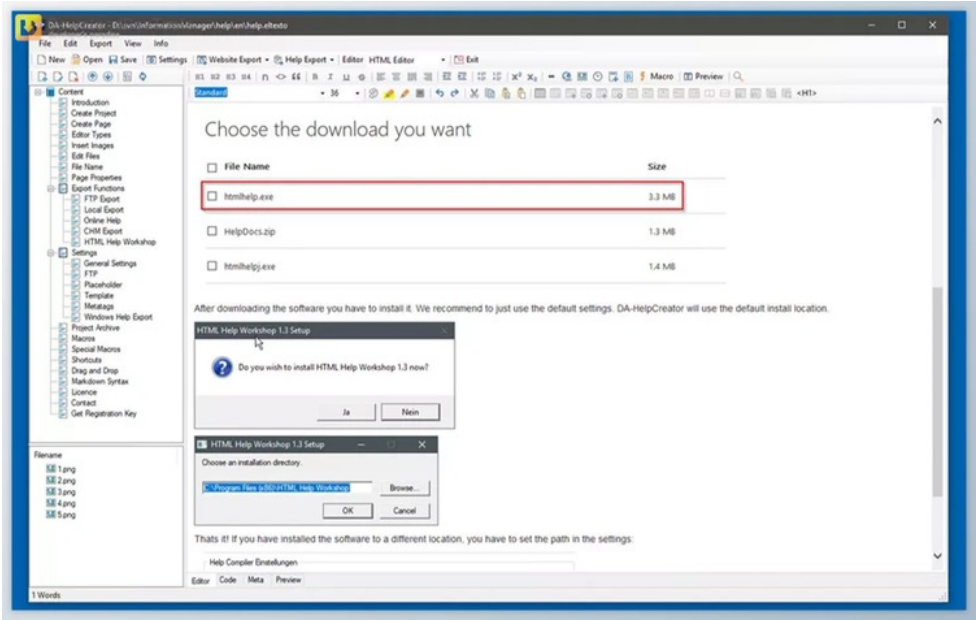 DA-HelpCreator - D:\svn\InformationManager\help\en\help.eltexto
File Edit Export View Info
New Open Save Settings Website Export Help Export Editor HTML Editor Exit
H1 H2 H3 H4 Macro Preview
Standard 16 <H1>
Content
Introduction
Create Project
Create Page
Editor Types
Insert Images
Edit Files
File Name
Page Properties
Export Functions
FTP Export
Local Export
Online Help
CHM Export
HTML Help Workshop
Settings
General Settings
FTP
Placeholder
Template
Metatags
Windows Help Export
Project Archive
Macros
Special Macros
Shortcuts
Drag and Drop
Markdown Syntax
Licence
Contact
Get Registration Key
Filename
1.png
2.png
3.png
4.png
5.png
Choose the download you want
File Name Size
htmlhelp.exe 3.3 MB
HelpDocs.zip 1.3 MB
htmlhelpj.exe 1.4 MB
After downloading the software you have to install it. We recommend to just use the default settings. DA-HelpCreator will use the default install location.
HTML Help Workshop 1.3 Setup
Do you wish to install HTML Help Workshop 1.3 now?
Ja Nein
HTML Help Workshop 1.3 Setup
Choose an installation directory.
C:\Program Files (x86)\HTML Help Workshop Browse...
OK Cancel
Thats it! If you have installed the software to a different location, you have to set the path in the settings:
Help Compiler Einstellungen
Editor Code Meta Preview
1 Words